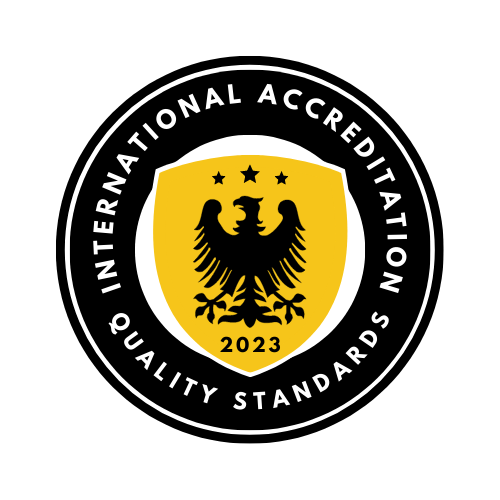 INTERNATIONAL ACCREDITATION
QUALITY STANDARDS
2023